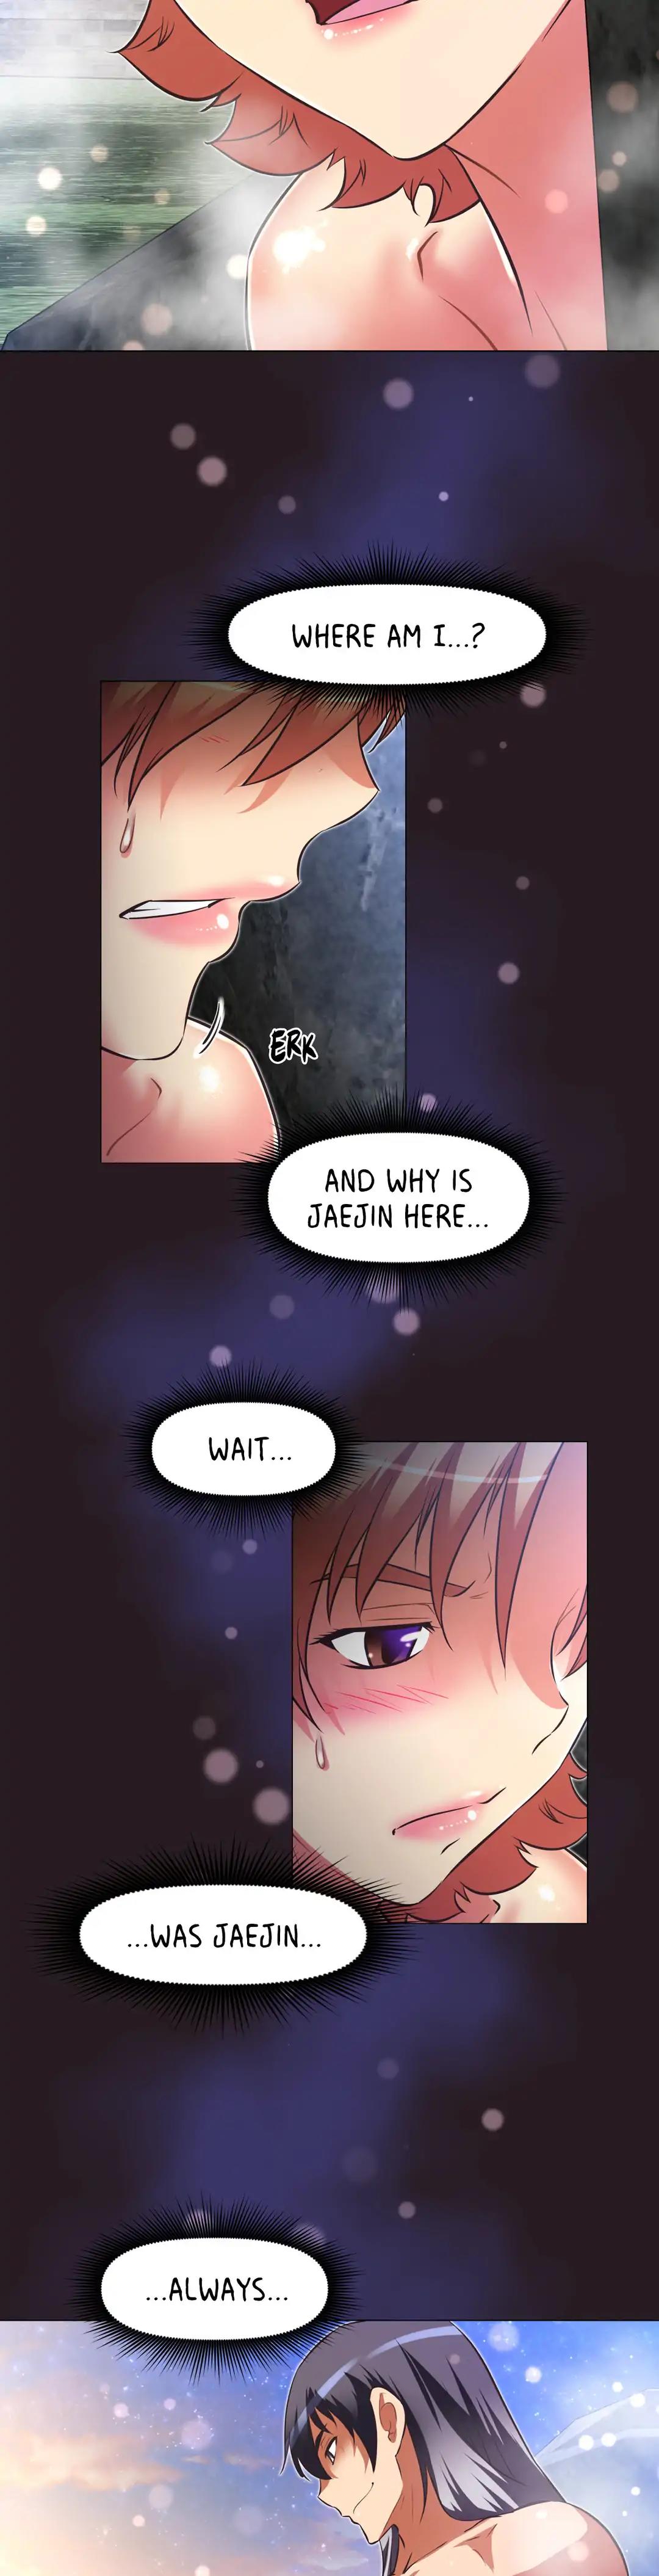 WHERE AM I...?
ERK
AND WHY IS
JAEJIN HERE...
WAIT...
...WAS JAEJIN...
...ALWAYS...